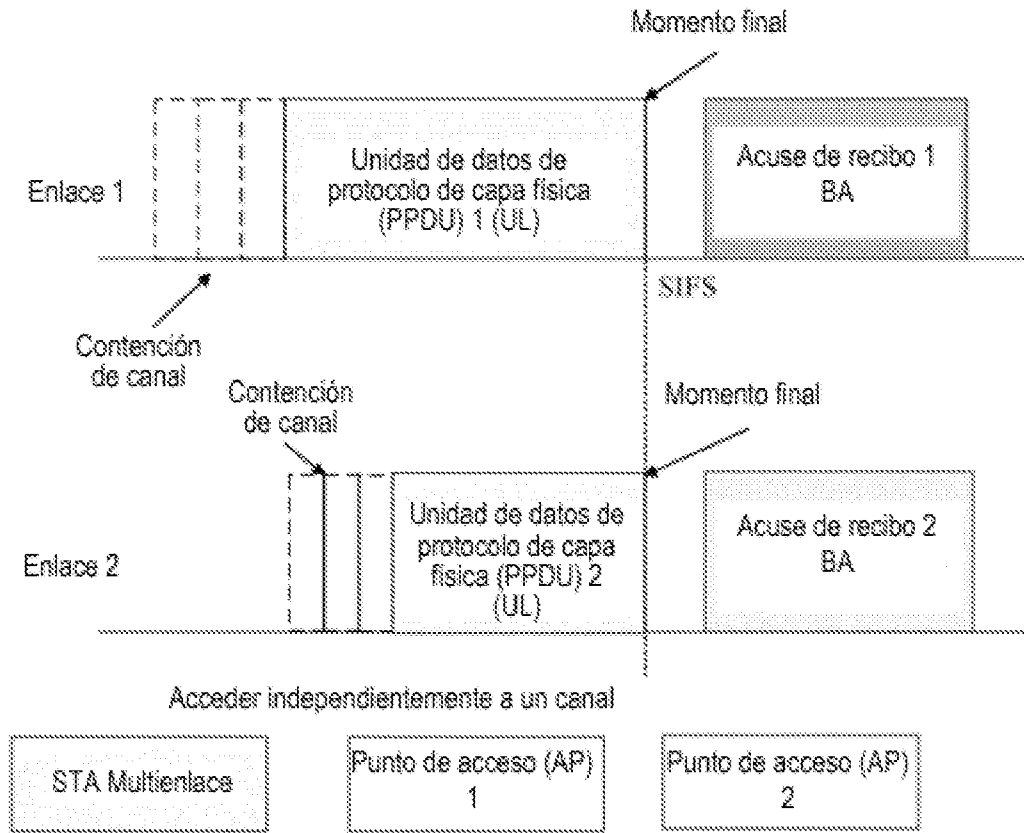 Momento final
Enlace 1
Unidad de datos de
protocolo de capa física
(PPDU) 1 (UL)
Acuse de recibo 1
BA
SIFS
Contención
de canal
Contención
de canal
Momento final
Enlace 2
Unidad de datos de
protocolo de capa
física (PPDU) 2
(UL)
Acuse de recibo 2
BA
Acceder independientemente a un canal
STA Multienlace
Punto de acceso (AP)
1
Punto de acceso (AP)
2